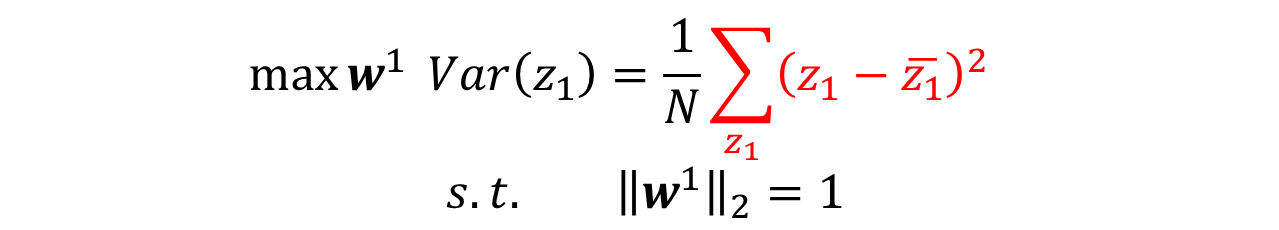 max 𝒘¹ Var(z₁) = 1/N ∑_{z₁} (z₁ − z̄₁)²
s.t. ‖𝒘¹‖₂ = 1